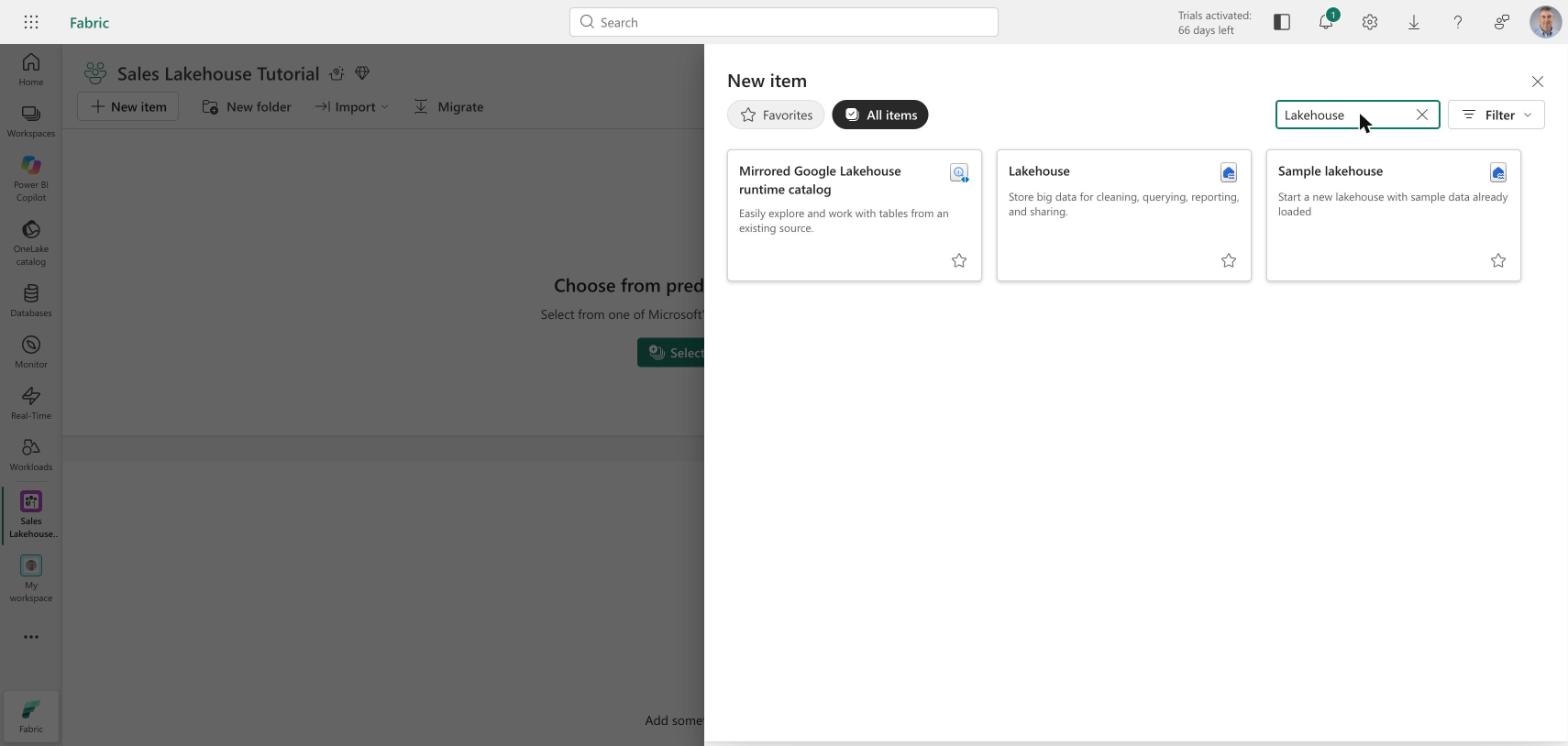 Fabric
Search
Trials activated:
66 days left
1
Home
Workspaces
Power BI
Copilot
OneLake
catalog
Databases
Monitor
Real-Time
Workloads
Sales
Lakehouse..
My
workspace
Fabric
Sales Lakehouse Tutorial
New item
New folder
Import
Migrate
Choose from pred
Select from one of Microsoft'
Select
Add some
New item
Favorites
All items
Lakehouse
Filter
Mirrored Google Lakehouse
runtime catalog
Easily explore and work with tables from an
existing source.
Lakehouse
Store big data for cleaning, querying, reporting,
and sharing.
Sample lakehouse
Start a new lakehouse with sample data already
loaded